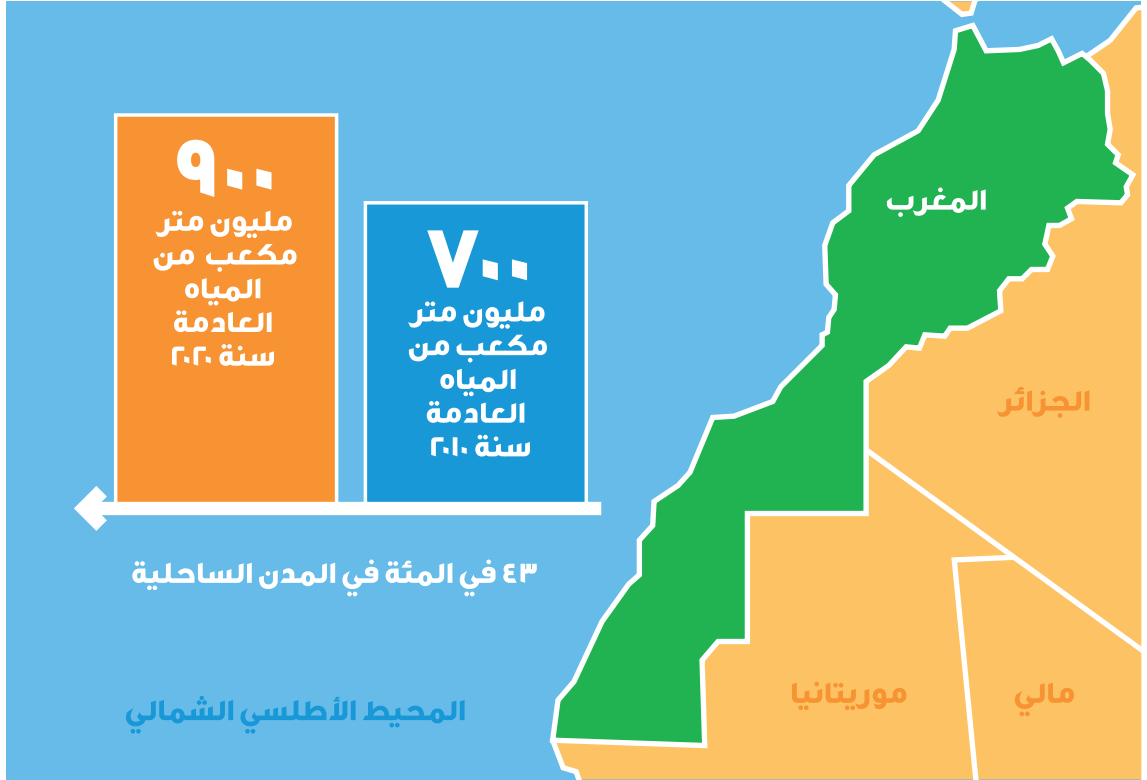 المغرب
٩٠٠
مليون متر
مكعب من
المياه
العادمة
سنة ٢٠٢٠
٧٠٠
مليون متر
مكعب من
المياه
العادمة
سنة ٢٠١٠
الجزائر
٤٣ في المئة في المدن الساحلية
موريتانيا
مالي
المحيط الأطلسي الشمالي